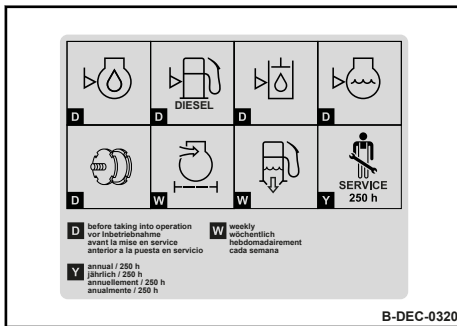 D
DIESEL
D
D
D
D
W
W
SERVICE
250 h
Y
D before taking into operation
vor Inbetriebnahme
avant la mise en service
anterior a la puesta en servicio
W weekly
wöchentlich
hebdomadairement
cada semana
Y annual / 250 h
jährlich / 250 h
annuellement / 250 h
anualmente / 250 h
B-DEC-0320